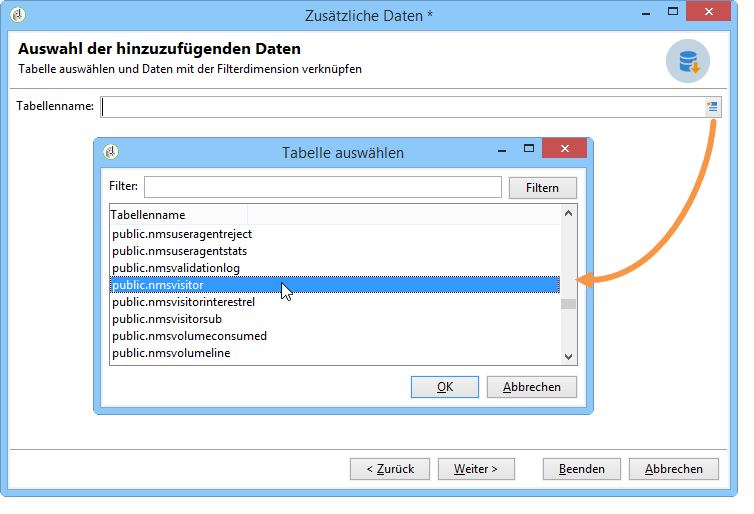 Zusätzliche Daten *
Auswahl der hinzuzufügenden Daten
Tabelle auswählen und Daten mit der Filterdimension verknüpfen
Tabellenname:
Tabelle auswählen
Filter:
Filtern
Tabellenname
public.nmsuseragentreject
public.nmsuseragentstats
public.nmsvalidationlog
public.nmsvisitor
public.nmsvisitorinterestrel
public.nmsvisitorsub
public.nmsvolumeconsumed
public.nmsvolumeline
OK Abbrechen
< Zurück Weiter > Beenden Abbrechen